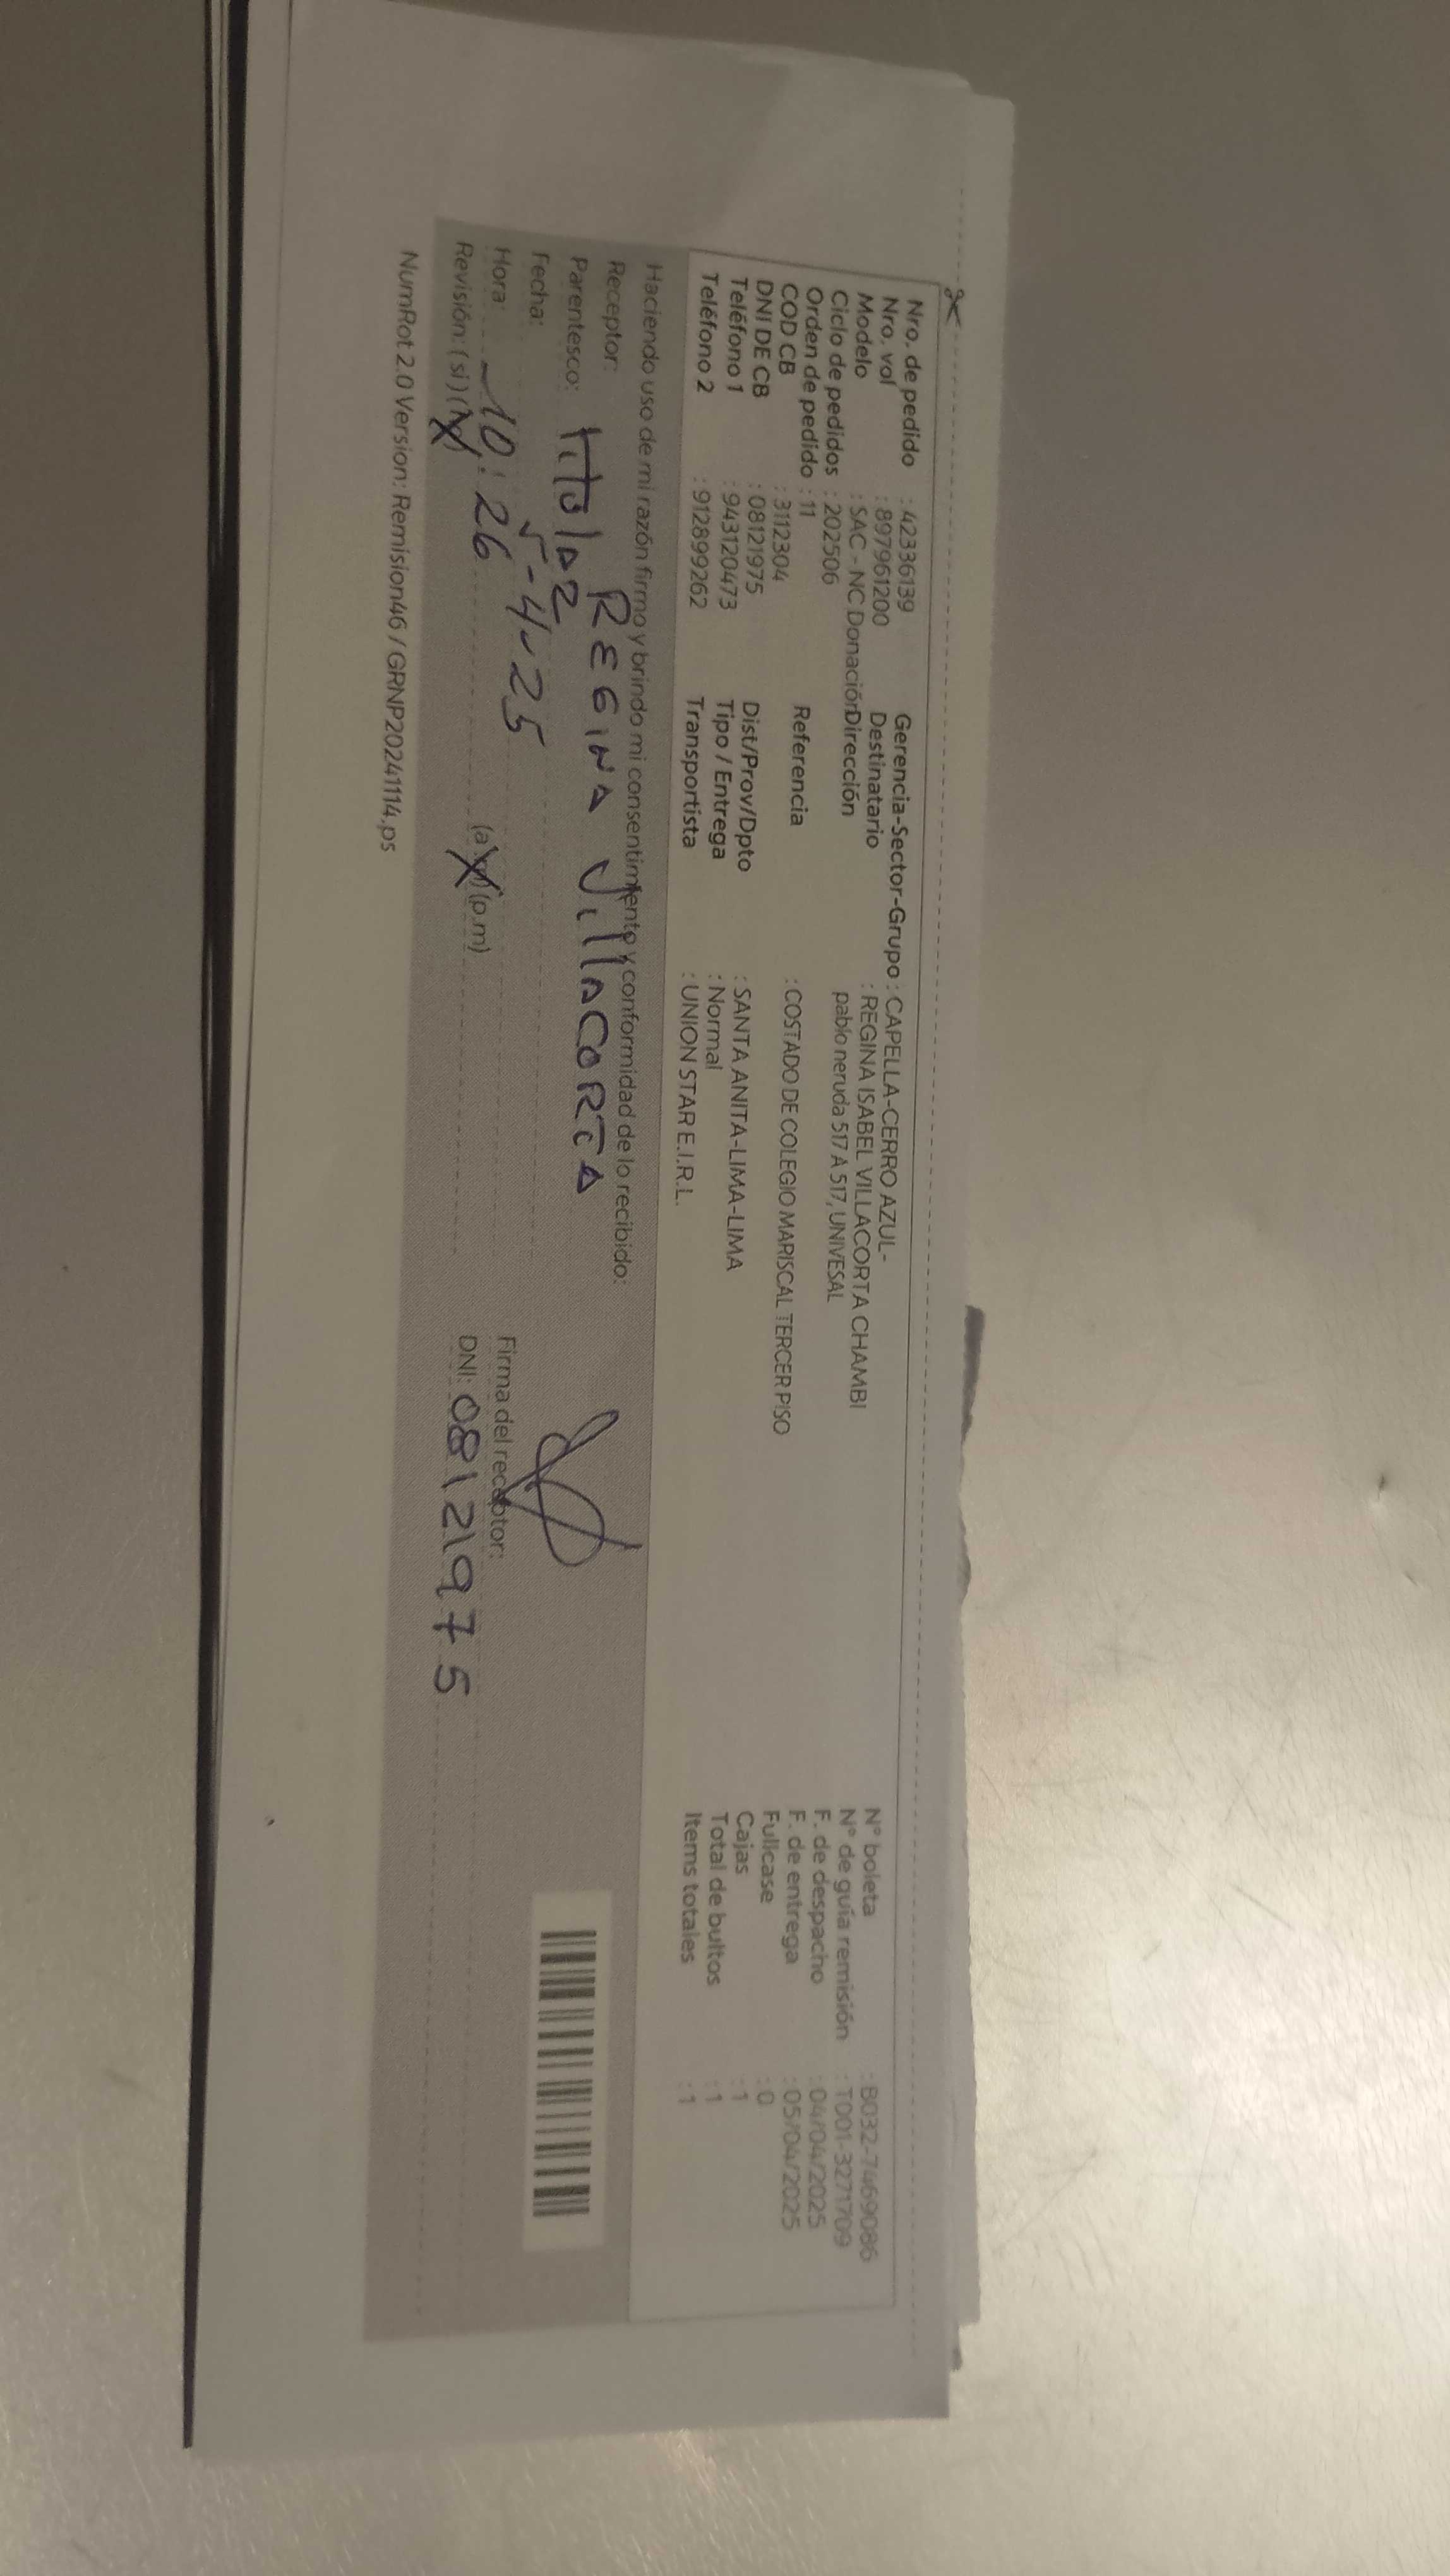 Nro. de pedido : 42336139
Nro. vol : 897961200
Modelo : SAC - NC Donación
Ciclo de pedidos : 202506
Orden de pedido : 11
COD CB : 3112304
DNI DE CB : 08121975
Teléfono 1 : 943120473
Teléfono 2 : 912899262
Gerencia-Sector-Grupo : CAPELLA-CERRO AZUL-
Destinatario : REGINA ISABEL VILLACORTA CHAMBI
Dirección pablo neruda 517 A 517, UNIVESAL
Referencia : COSTADO DE COLEGIO MARISCAL TERCER PISO
Dist/Prov/Dpto : SANTA ANITA-LIMA-LIMA
Tipo / Entrega : Normal
Transportista : UNION STAR E.I.R.L.
N° boleta : B032-7469086
N° de guía remisión : T001-3271709
F. de despacho : 04/04/2025
F. de entrega : 05/04/2025
Fullcase : 0
Cajas : 1
Total de bultos : 1
Items totales : 1
Haciendo uso de mi razón firmo y brindo mi consentimiento y conformidad de lo recibido:
Receptor: REGINA VillACORTA
Parentesco: titolaR
Fecha: 5-4-25
Hora: 10:26 (a.m) (p.m)
Revisión: (si) (no)
Firma del receptor:
DNI: 08121975
NumRot 2.0 Version: Remision46 / GRNP20241114.ps